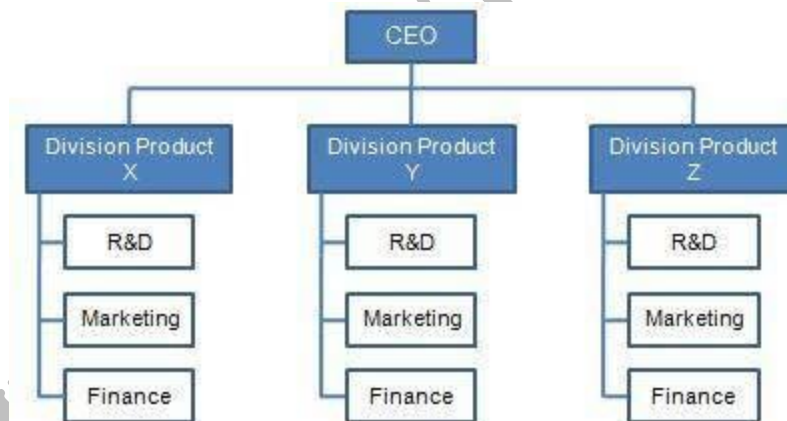 CEO
Division Product
X
Division Product
Y
Division Product
Z
R&D
R&D
R&D
Marketing
Marketing
Marketing
Finance
Finance
Finance